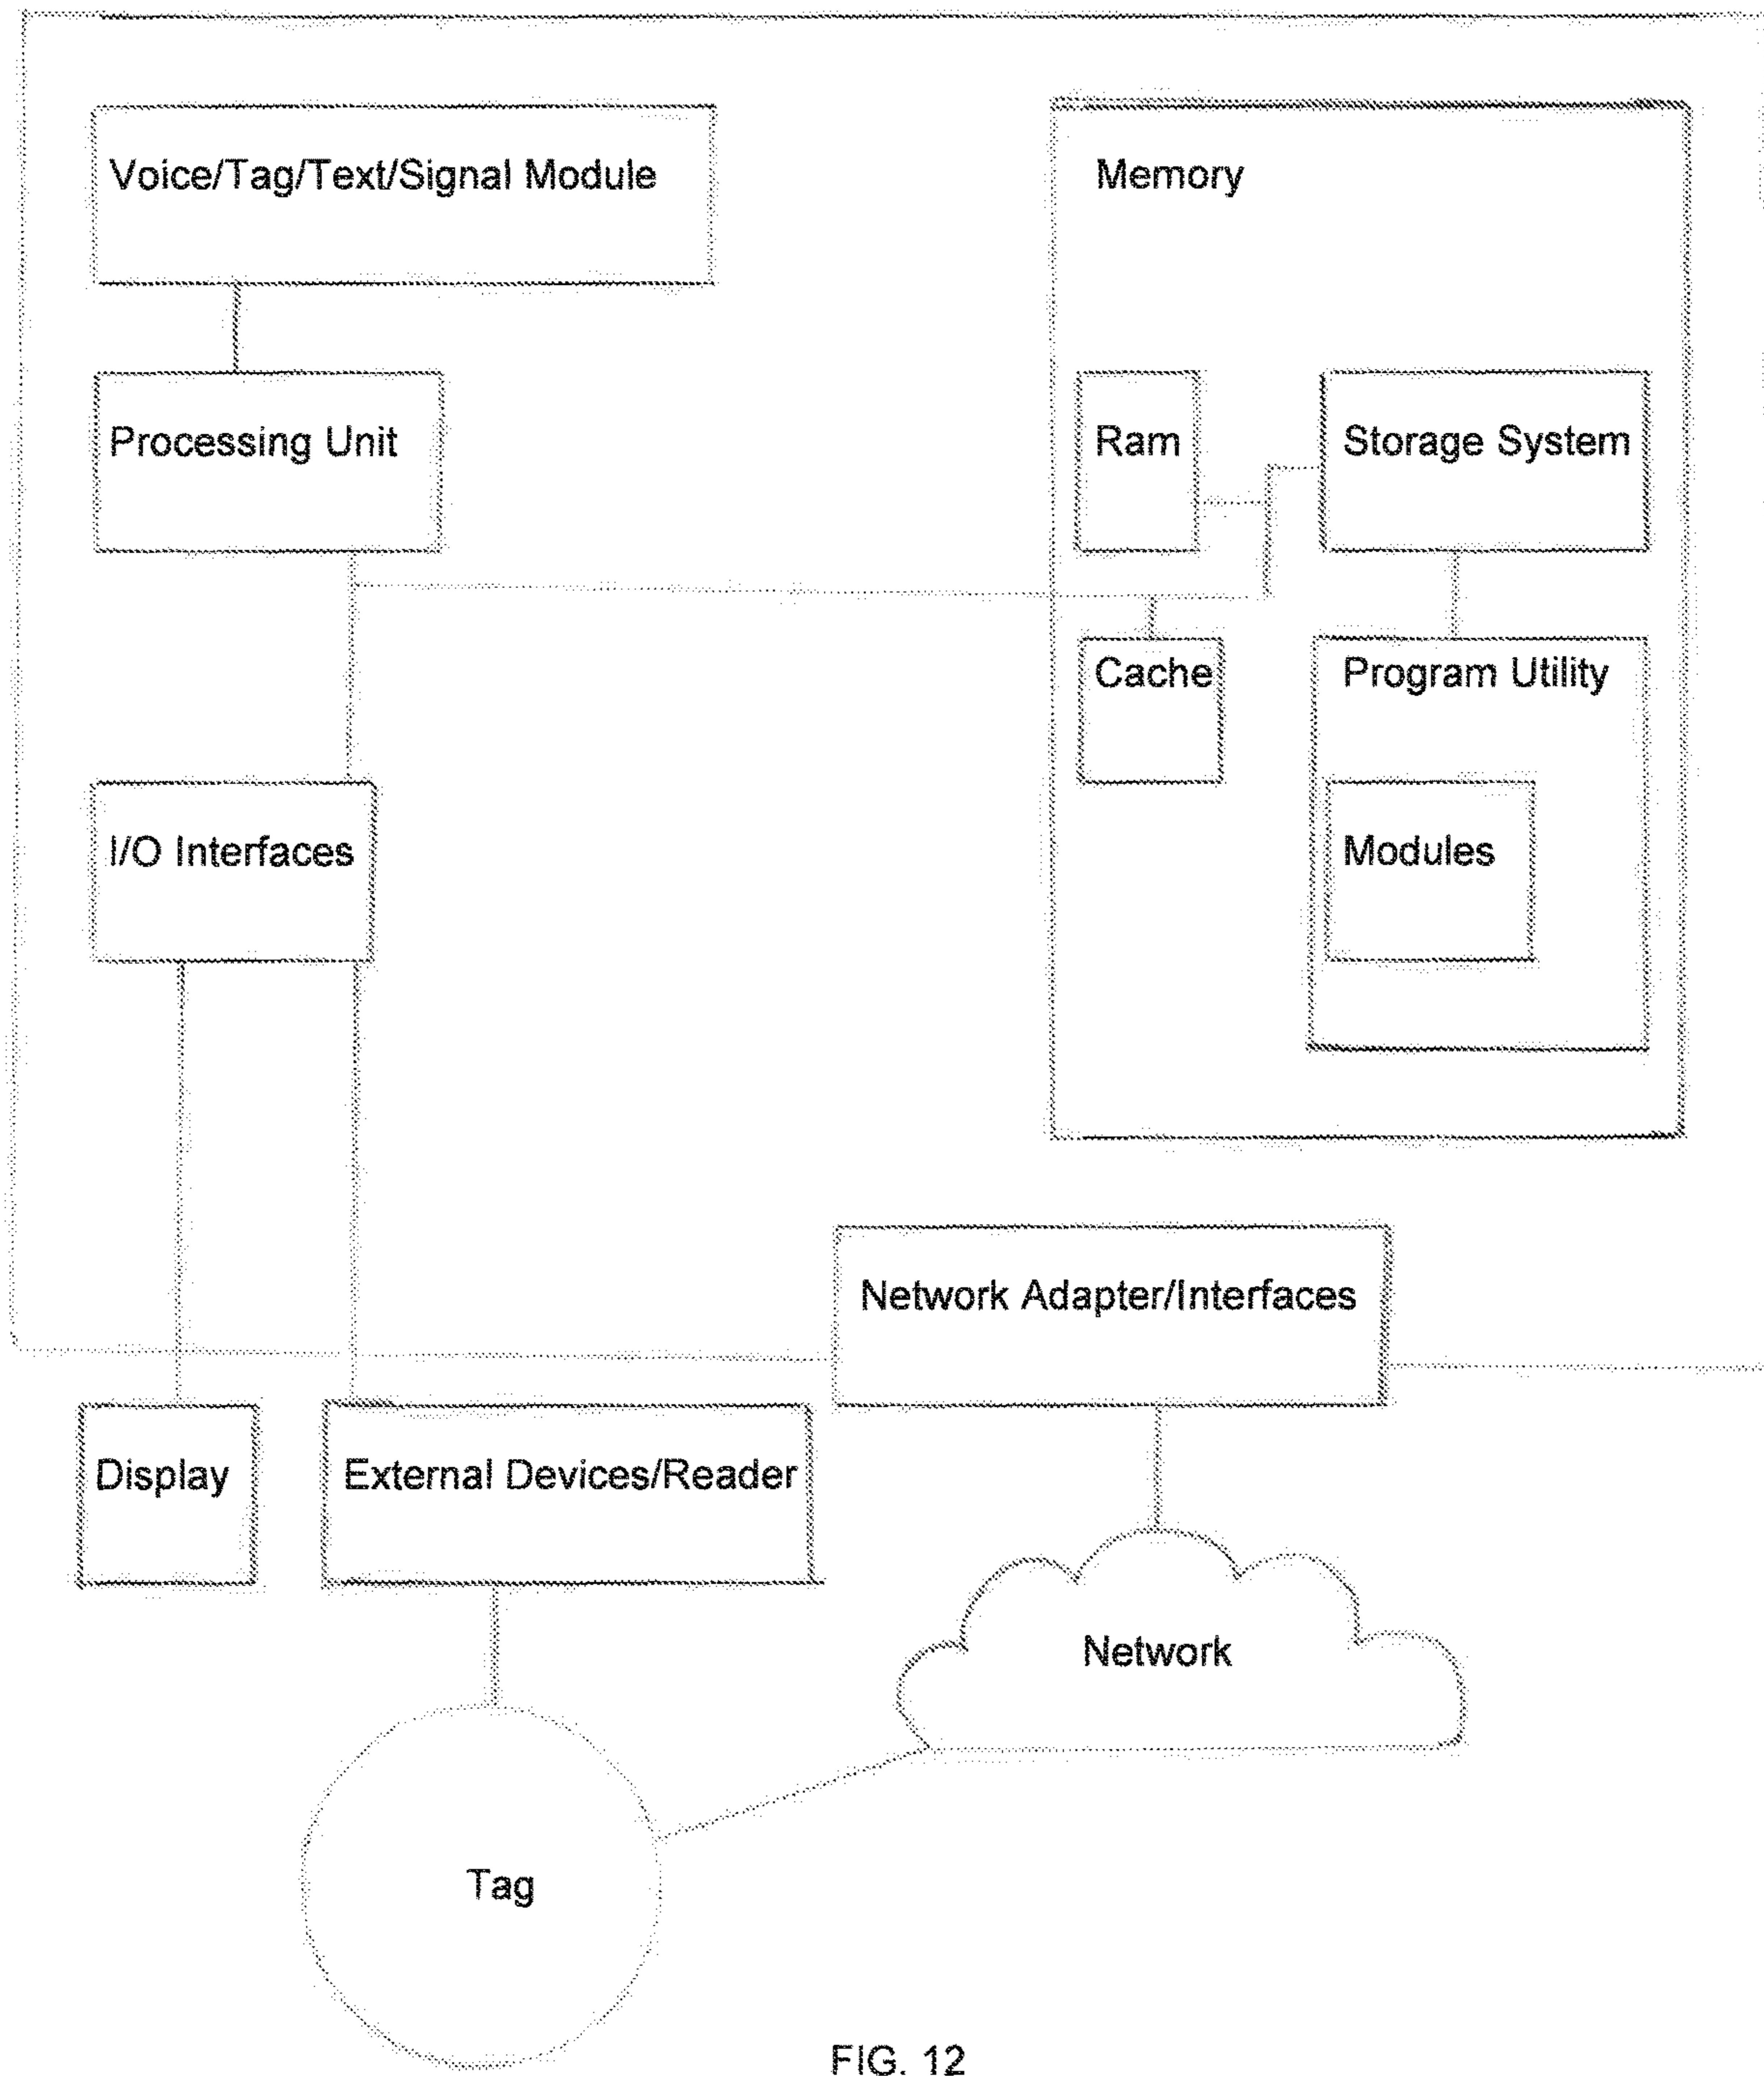 Voice/Tag/Text/Signal Module
Memory
Processing Unit
Ram
Storage System
Cache
Program Utility
I/O Interfaces
Modules
Network Adapter/Interfaces
Display
External Devices/Reader
Network
Tag
FIG. 12